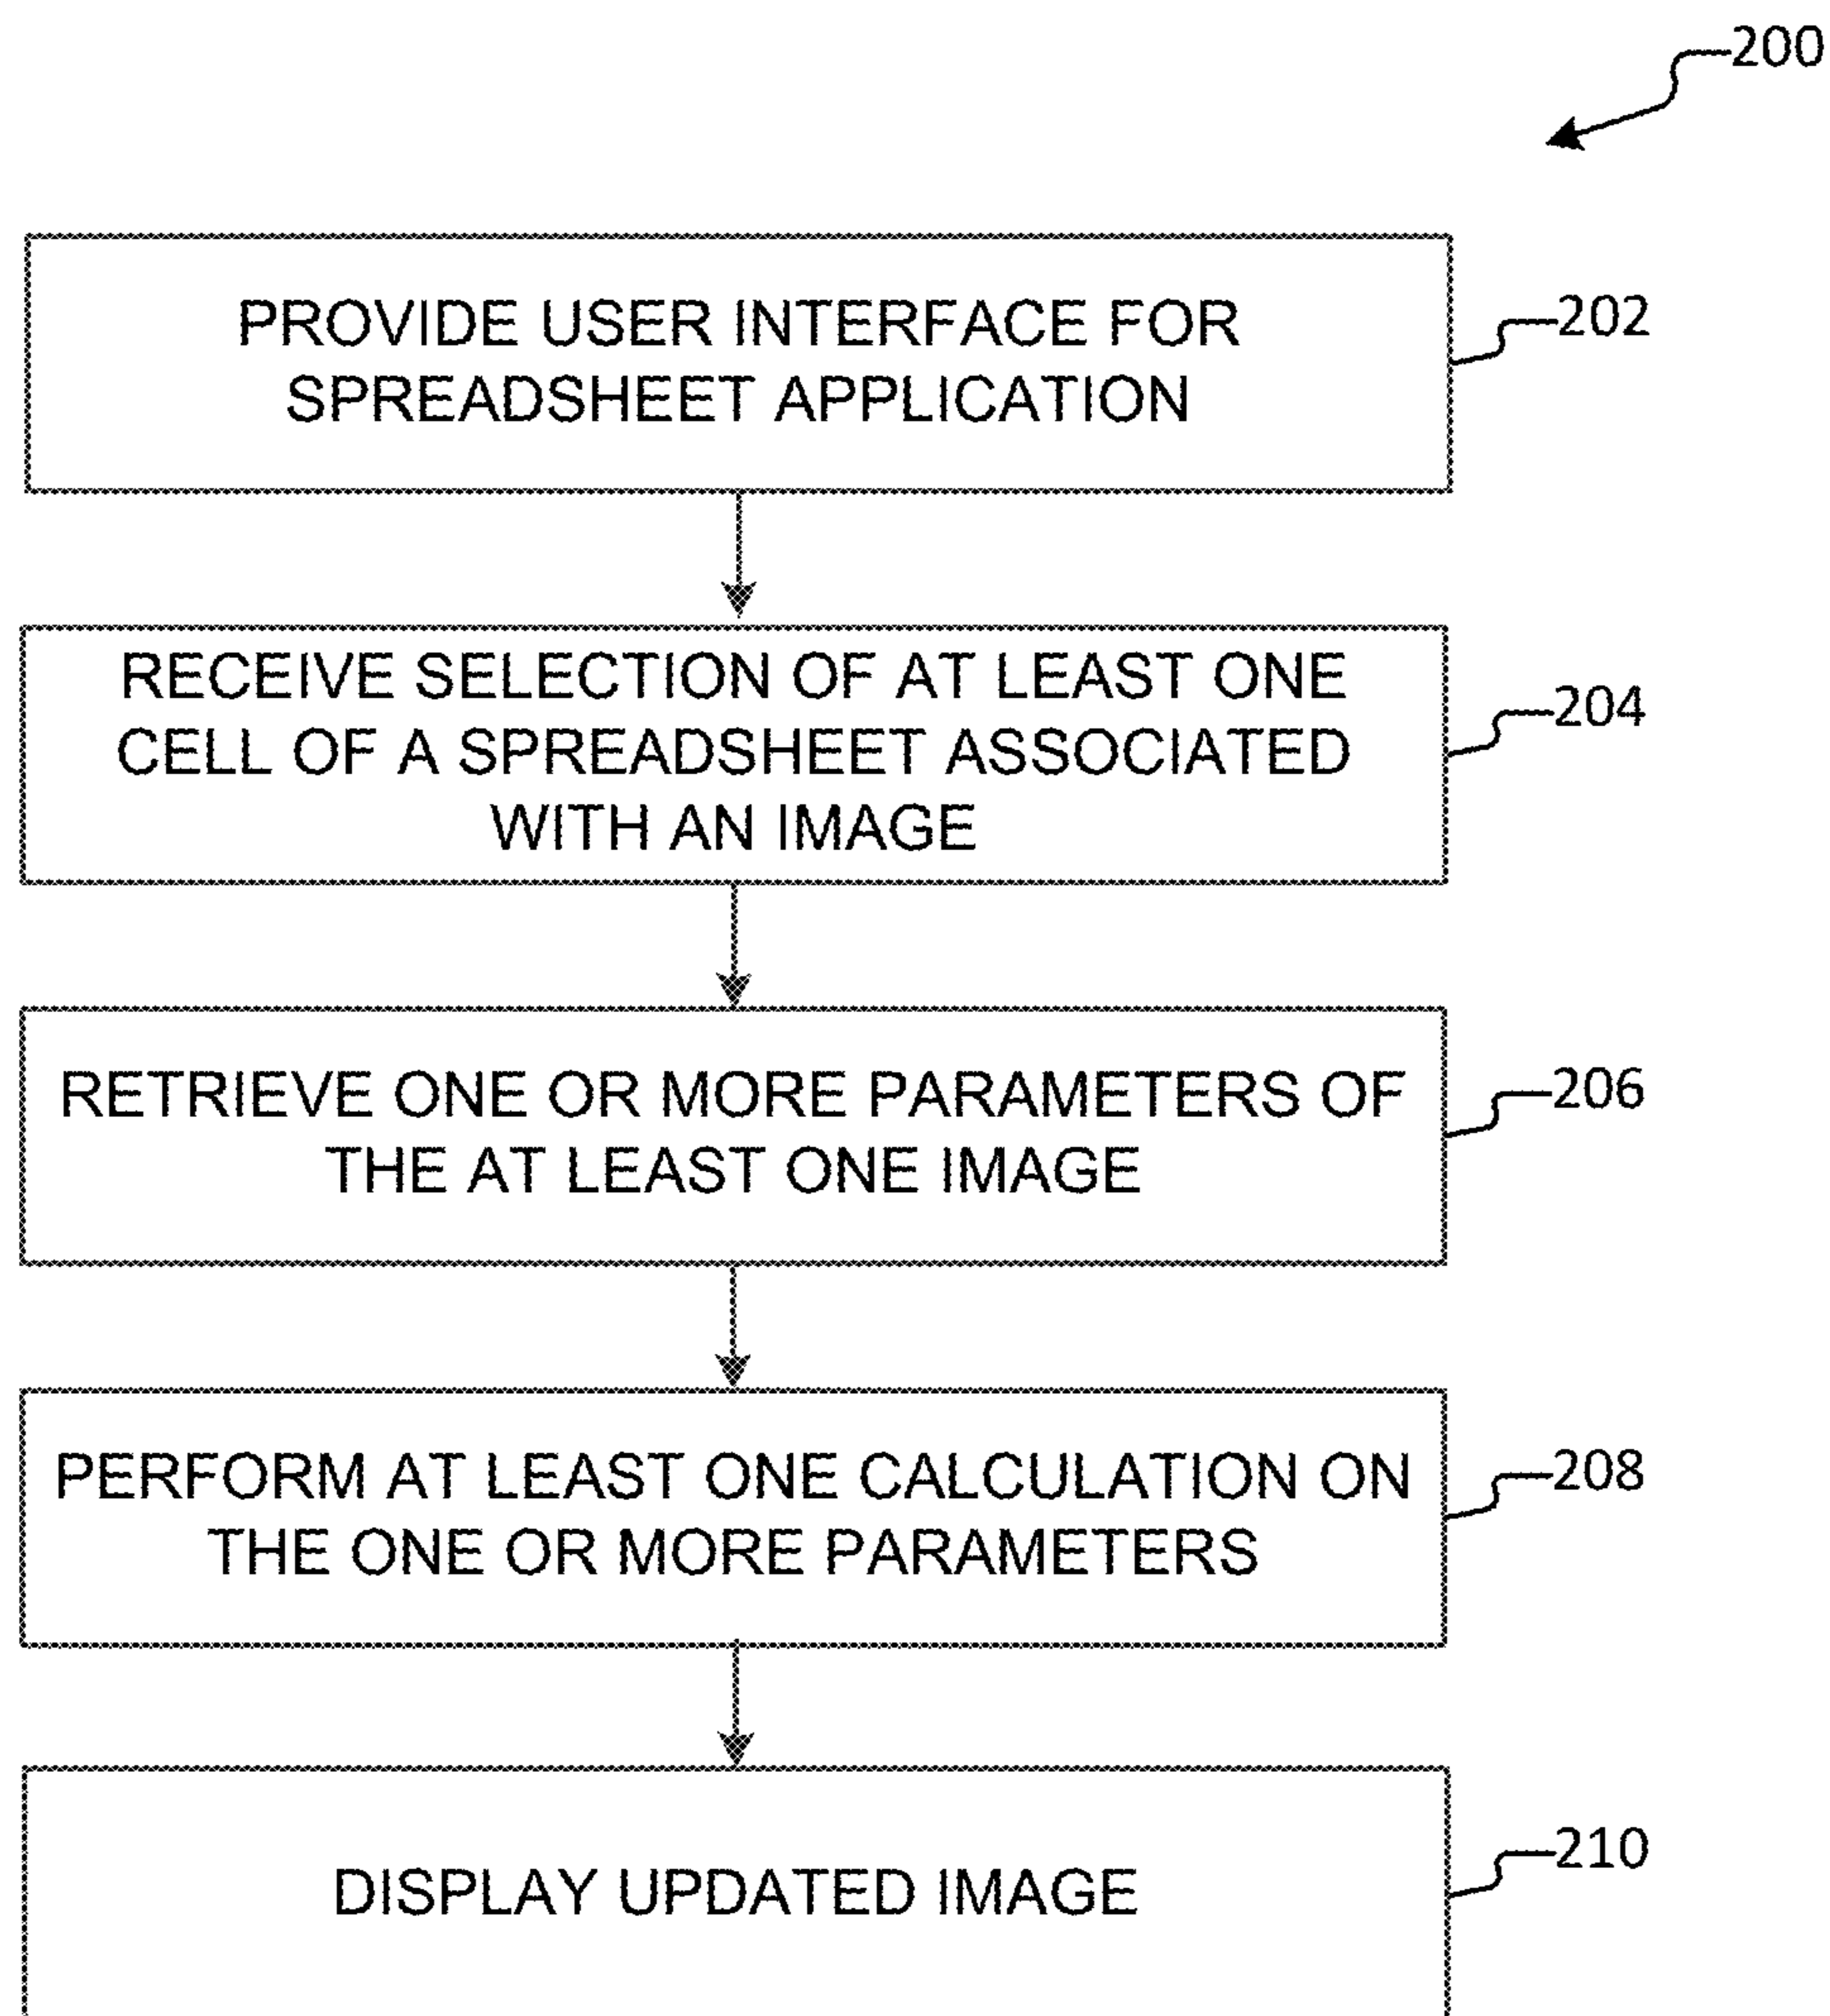 200
PROVIDE USER INTERFACE FOR
SPREADSHEET APPLICATION
202
RECEIVE SELECTION OF AT LEAST ONE
CELL OF A SPREADSHEET ASSOCIATED
WITH AN IMAGE
204
RETRIEVE ONE OR MORE PARAMETERS OF
THE AT LEAST ONE IMAGE
206
PERFORM AT LEAST ONE CALCULATION ON
THE ONE OR MORE PARAMETERS
208
DISPLAY UPDATED IMAGE
210